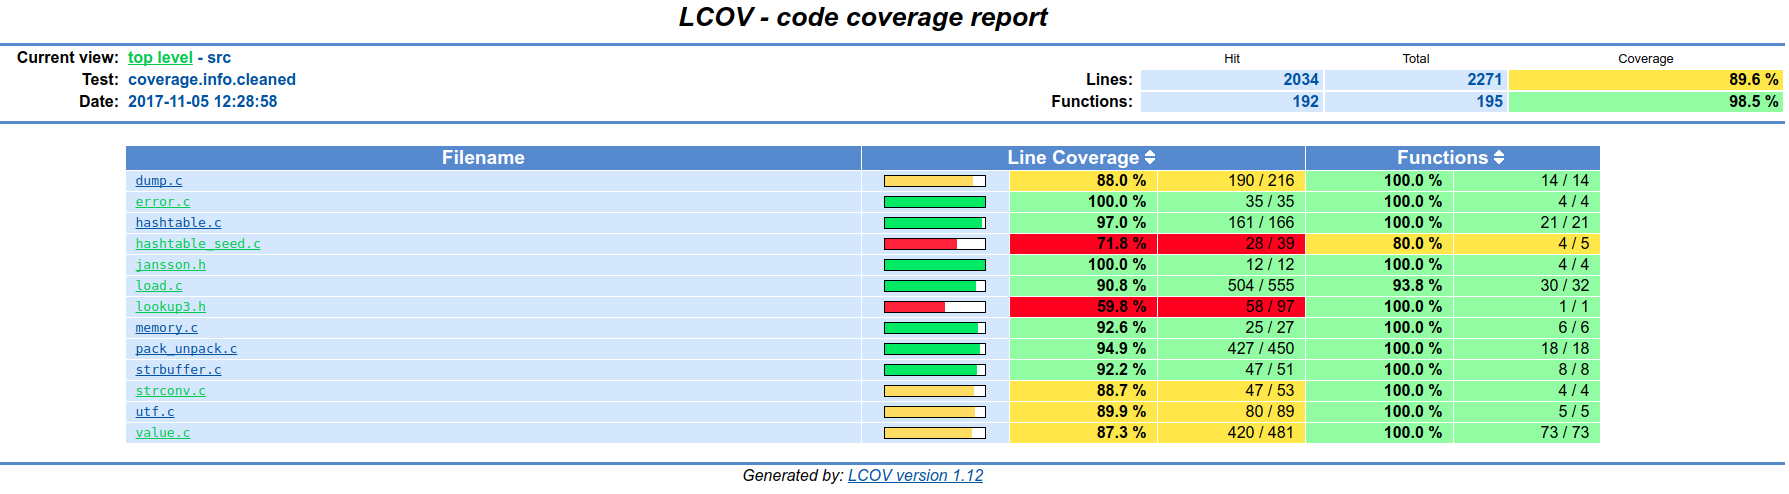 LCOV - code coverage report
Current view: top level - src
Hit Total Coverage
Test: coverage.info.cleaned Lines: 2034 2271 89.6 %
Date: 2017-11-05 12:28:58 Functions: 192 195 98.5 %
Filename Line Coverage Functions
dump.c 88.0 % 190 / 216 100.0 % 14 / 14
error.c 100.0 % 35 / 35 100.0 % 4 / 4
hashtable.c 97.0 % 161 / 166 100.0 % 21 / 21
hashtable_seed.c 71.8 % 28 / 39 80.0 % 4 / 5
jansson.h 100.0 % 12 / 12 100.0 % 4 / 4
load.c 90.8 % 504 / 555 93.8 % 30 / 32
lookup3.h 59.8 % 58 / 97 100.0 % 1 / 1
memory.c 92.6 % 25 / 27 100.0 % 6 / 6
pack_unpack.c 94.9 % 427 / 450 100.0 % 18 / 18
strbuffer.c 92.2 % 47 / 51 100.0 % 8 / 8
strconv.c 88.7 % 47 / 53 100.0 % 4 / 4
utf.c 89.9 % 80 / 89 100.0 % 5 / 5
value.c 87.3 % 420 / 481 100.0 % 73 / 73
Generated by: LCOV version 1.12